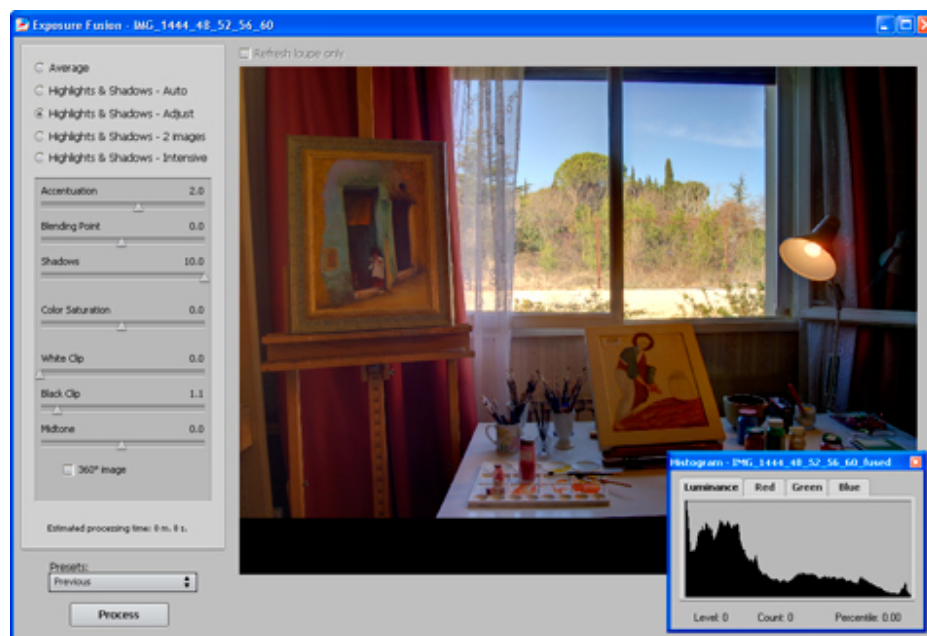 Exposure Fusion - IMG_1444_48_52_56_60
Refresh loupe only
Average
Highlights & Shadows - Auto
Highlights & Shadows - Adjust
Highlights & Shadows - 2 images
Highlights & Shadows - Intensive
Accentuation 2.0
Blending Point 0.0
Shadows 10.0
Color Saturation 0.0
White Clip 0.0
Black Clip 1.1
Midtone 0.0
360° image
Estimated processing time: 0 m. 8 s.
Presets:
Previous
Process
Histogram - IMG_1444_48_52_56_60_fused
Luminance Red Green Blue
Level: 0 Count: 0 Percentile: 0.00